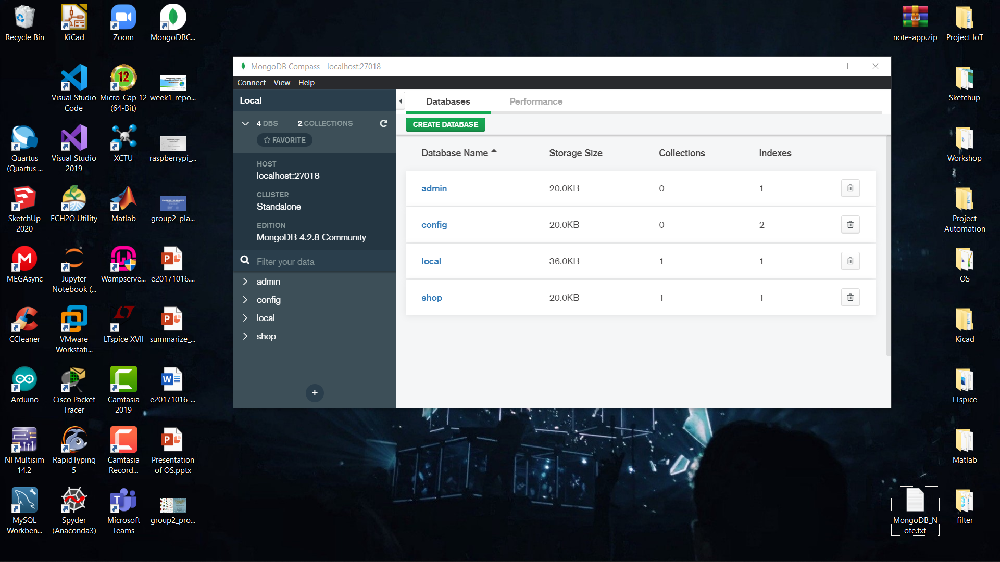 Recycle Bin
KiCad
Zoom
MongoDBC...
note-app.zip
Project IoT
Visual Studio
Code
Micro-Cap 12
(64-Bit)
12
week1_repo...
Sketchup
Quartus
(Quartus ...
Visual Studio
2019
XCTU
raspberrypi_...
Workshop
SketchUp
2020
ECH2O Utility
Matlab
group2_pla...
Project
Automation
MEGAsync
Jupyter
Notebook (...
Wampserve...
e20171016....
OS
CCleaner
VMware
Workstati...
LTspice XVII
summarize_...
Kicad
Arduino
Cisco Packet
Tracer
Camtasia
2019
e20171016_...
LTspice
NI Multisim
14.2
RapidTyping
5
Camtasia
Record...
Presentation
of OS.pptx
Matlab
MySQL
Workben...
Spyder
(Anaconda3)
Microsoft
Teams
group2_pro...
MongoDB_N
ote.txt
filter
MongoDB Compass - localhost:27018
Connect View Help
Local
4 DBS 2 COLLECTIONS
FAVORITE
HOST
localhost:27018
CLUSTER
Standalone
EDITION
MongoDB 4.2.8 Community
Filter your data
admin
config
local
shop
+
Databases Performance
CREATE DATABASE
Database Name Storage Size Collections Indexes
admin 20.0KB 0 1
config 20.0KB 0 2
local 36.0KB 1 1
shop 20.0KB 1 1